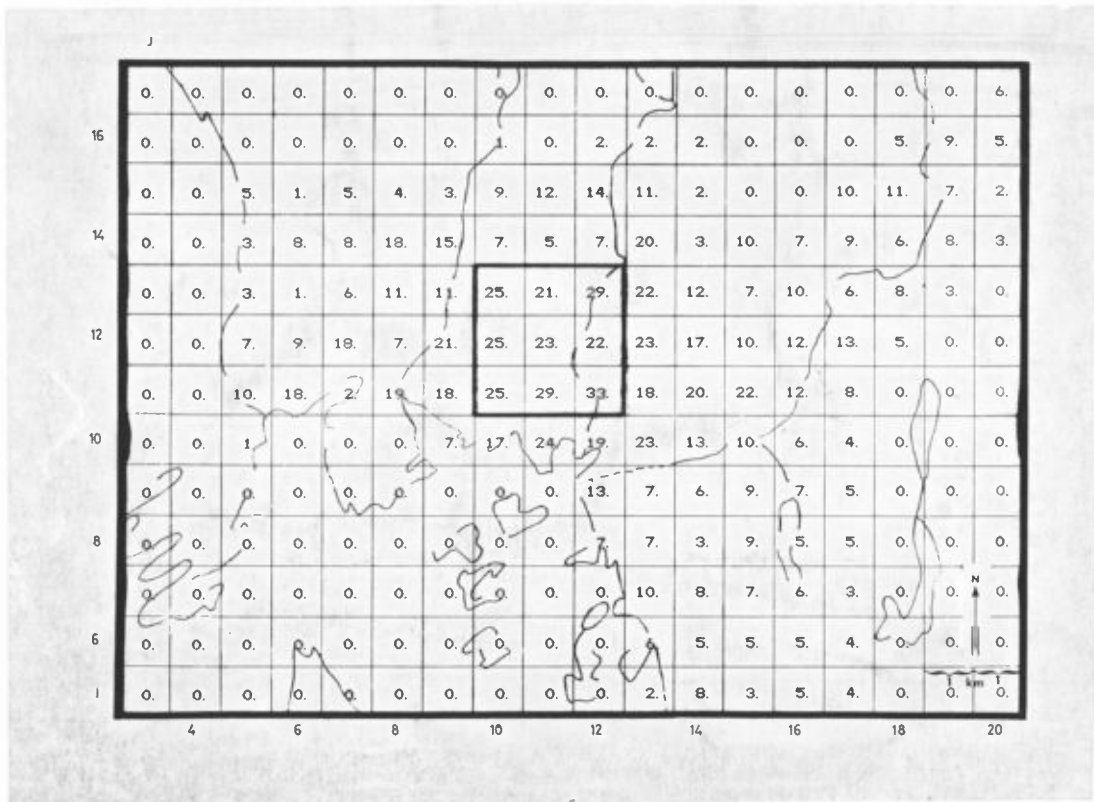 J
0. 0. 0. 0. 0. 0. 0. 0. 0. 0. 0. 0. 0. 0. 0. 0. 0. 6.
16 0. 0. 0. 0. 0. 0. 0. 1. 0. 2. 2. 2. 0. 0. 0. 5. 9. 5.
0. 0. 5. 1. 5. 4. 3. 9. 12. 14. 11. 2. 0. 0. 10. 11. 7. 2.
14 0. 0. 3. 8. 8. 18. 15. 7. 5. 7. 20. 3. 10. 7. 9. 6. 8. 3.
0. 0. 3. 1. 6. 11. 11. 25. 21. 29. 22. 12. 7. 10. 6. 8. 3. 0.
12 0. 0. 7. 9. 18. 7. 21. 25. 23. 22. 23. 17. 10. 12. 13. 5. 0. 0.
0. 0. 10. 18. 2. 19. 18. 25. 29. 33. 18. 20. 22. 12. 8. 0. 0. 0.
10 0. 0. 1. 0. 0. 0. 7. 17. 24. 19. 23. 13. 10. 6. 4. 0. 0. 0.
0. 0. 0. 0. 0. 0. 0. 0. 0. 13. 7. 6. 9. 7. 5. 0. 0. 0.
8 0. 0. 0. 0. 0. 0. 0. 0. 0. 7. 7. 3. 9. 5. 5. 0. 0. 0.
0. 0. 0. 0. 0. 0. 0. 0. 0. 0. 10. 8. 7. 6. 3. 0. 0. 0.
N
6 0. 0. 0. 0. 0. 0. 0. 0. 0. 0. 6. 5. 5. 5. 4. 0. 0. 0.
0. 0. 0. 0. 0. 0. 0. 0. 0. 0. 2. 8. 3. 5. 4. 0. 0. 0.
1 km 1
4 6 8 10 12 14 16 18 20